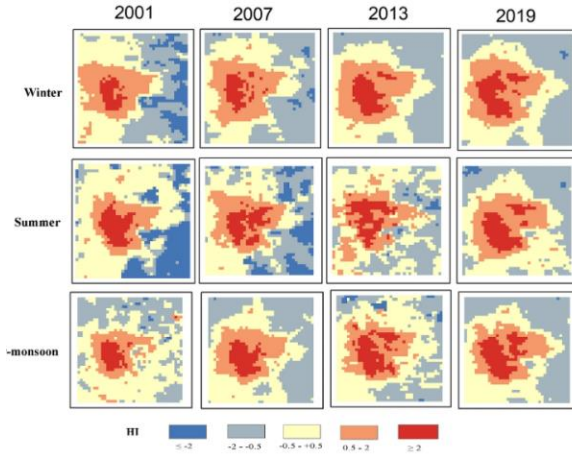 2001 2007 2013 2019
Winter
Summer
-monsoon
HI
≤ -2 -2 - -0.5 -0.5 - +0.5 0.5 - 2 ≥ 2